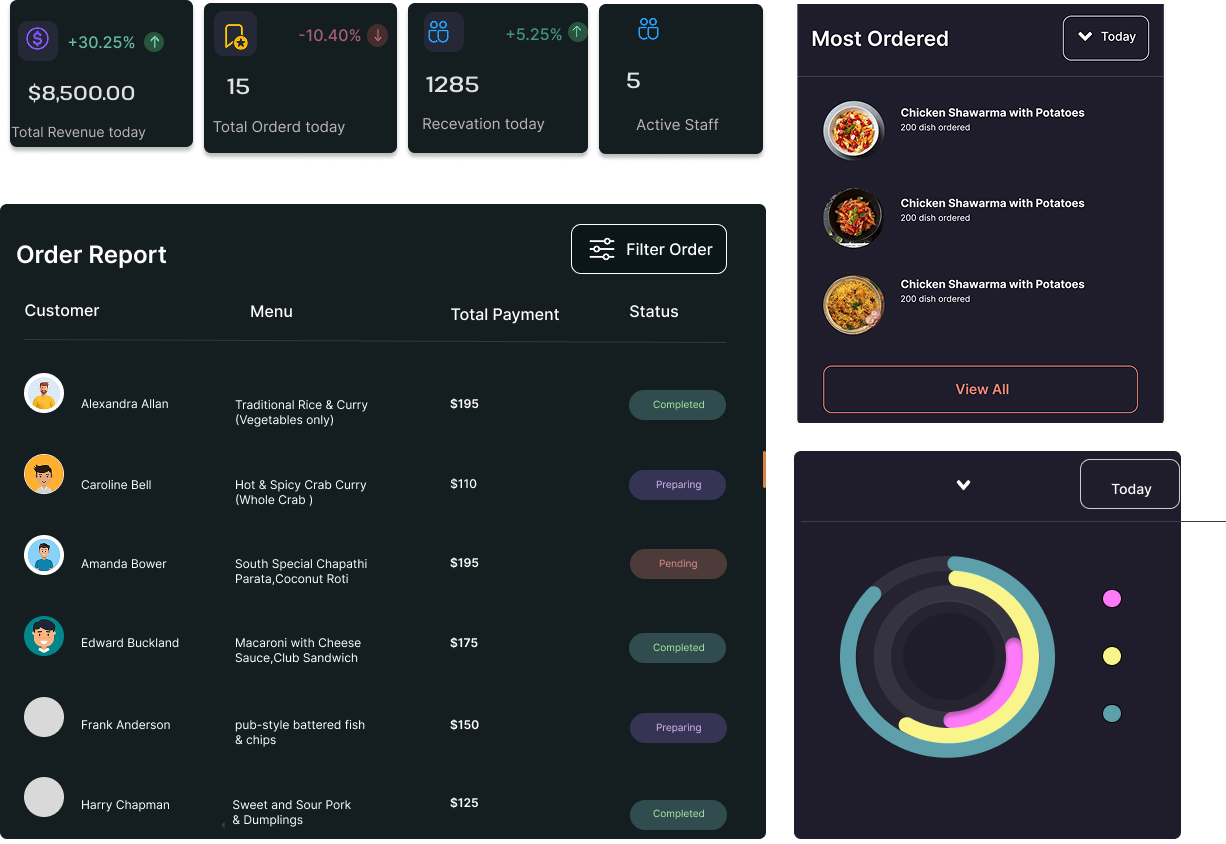 +30.25%
$8,500.00
Total Revenue today
-10.40%
15
Total Orderd today
+5.25%
1285
Recevation today
5
Active Staff
Most Ordered
Today
Chicken Shawarma with Potatoes
200 dish ordered
Chicken Shawarma with Potatoes
200 dish ordered
Chicken Shawarma with Potatoes
200 dish ordered
View All
Order Report
Filter Order
Customer Menu Total Payment Status
Alexandra Allan
Traditional Rice & Curry
(Vegetables only)
$195
Completed
Caroline Bell
Hot & Spicy Crab Curry
(Whole Crab )
$110
Preparing
Amanda Bower
South Special Chapathi
Parata,Coconut Roti
$195
Pending
Edward Buckland
Macaroni with Cheese
Sauce,Club Sandwich
$175
Completed
Frank Anderson
pub-style battered fish
& chips
$150
Preparing
Harry Chapman
Sweet and Sour Pork
& Dumplings
$125
Completed
Today